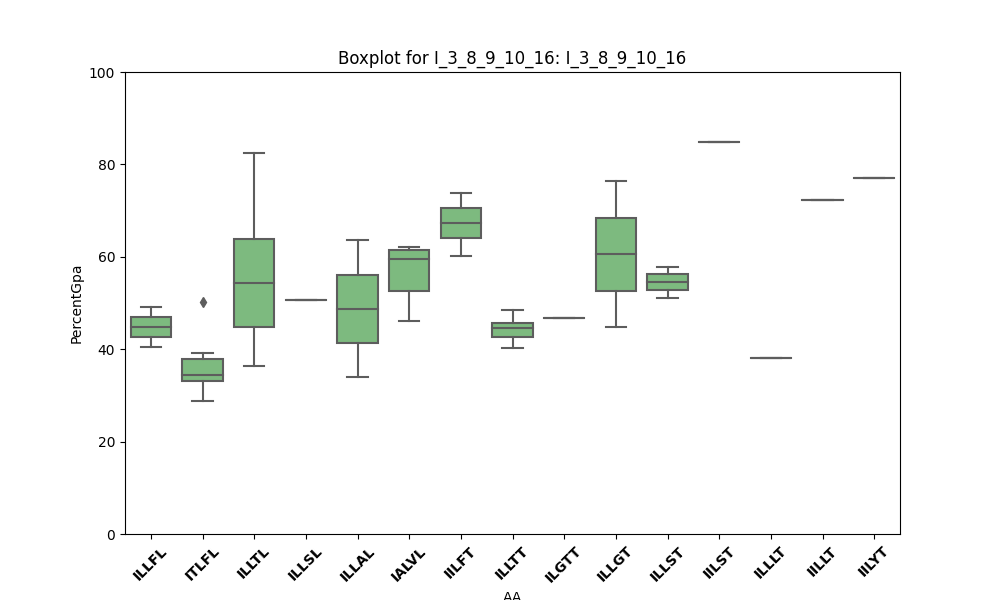 Boxplot for I_3_8_9_10_16: I_3_8_9_10_16
100
80
60
40
20
0
PercentGpa
ILLFL
ITLFL
ILLTL
ILLSL
ILLAL
IALVL
IILFT
ILLTT
ILGTT
ILLGT
ILLST
IILST
ILLLT
IILLT
IILYT
AA